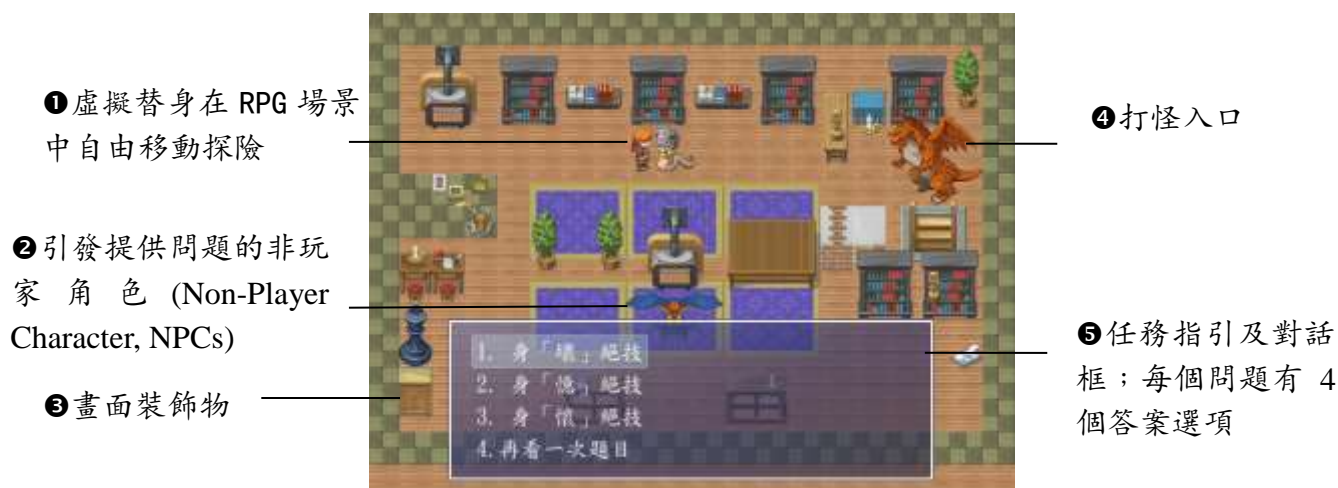 ❶虛擬替身在 RPG 場景
中自由移動探險
❷引發提供問題的非玩
家角色 (Non-Player
Character, NPCs)
❸畫面裝飾物
1. 身「壞」絕技
2. 身「憶」絕技
3. 身「懷」絕技
4.再看一次題目
❹打怪入口
❺任務指引及對話
框；每個問題有 4
個答案選項